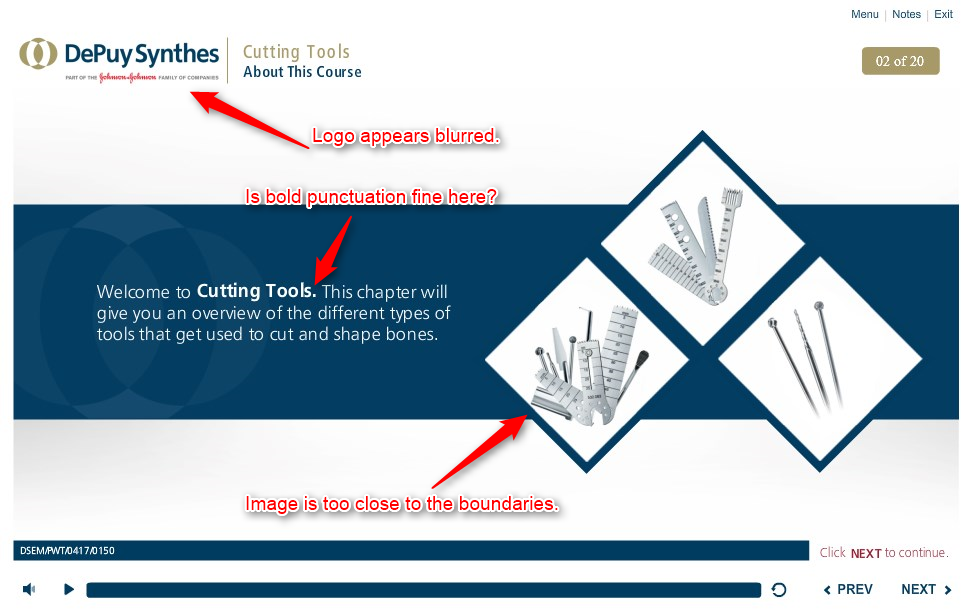 Menu | Notes | Exit
DePuy Synthes
PART OF THE Johnson & Johnson FAMILY OF COMPANIES
Cutting Tools
About This Course
02 of 20
Logo appears blurred.
Is bold punctuation fine here?
Welcome to Cutting Tools. This chapter will
give you an overview of the different types of
tools that get used to cut and shape bones.
Image is too close to the boundaries.
DSEM/PWT/0417/0150
Click NEXT to continue.
PREV
NEXT